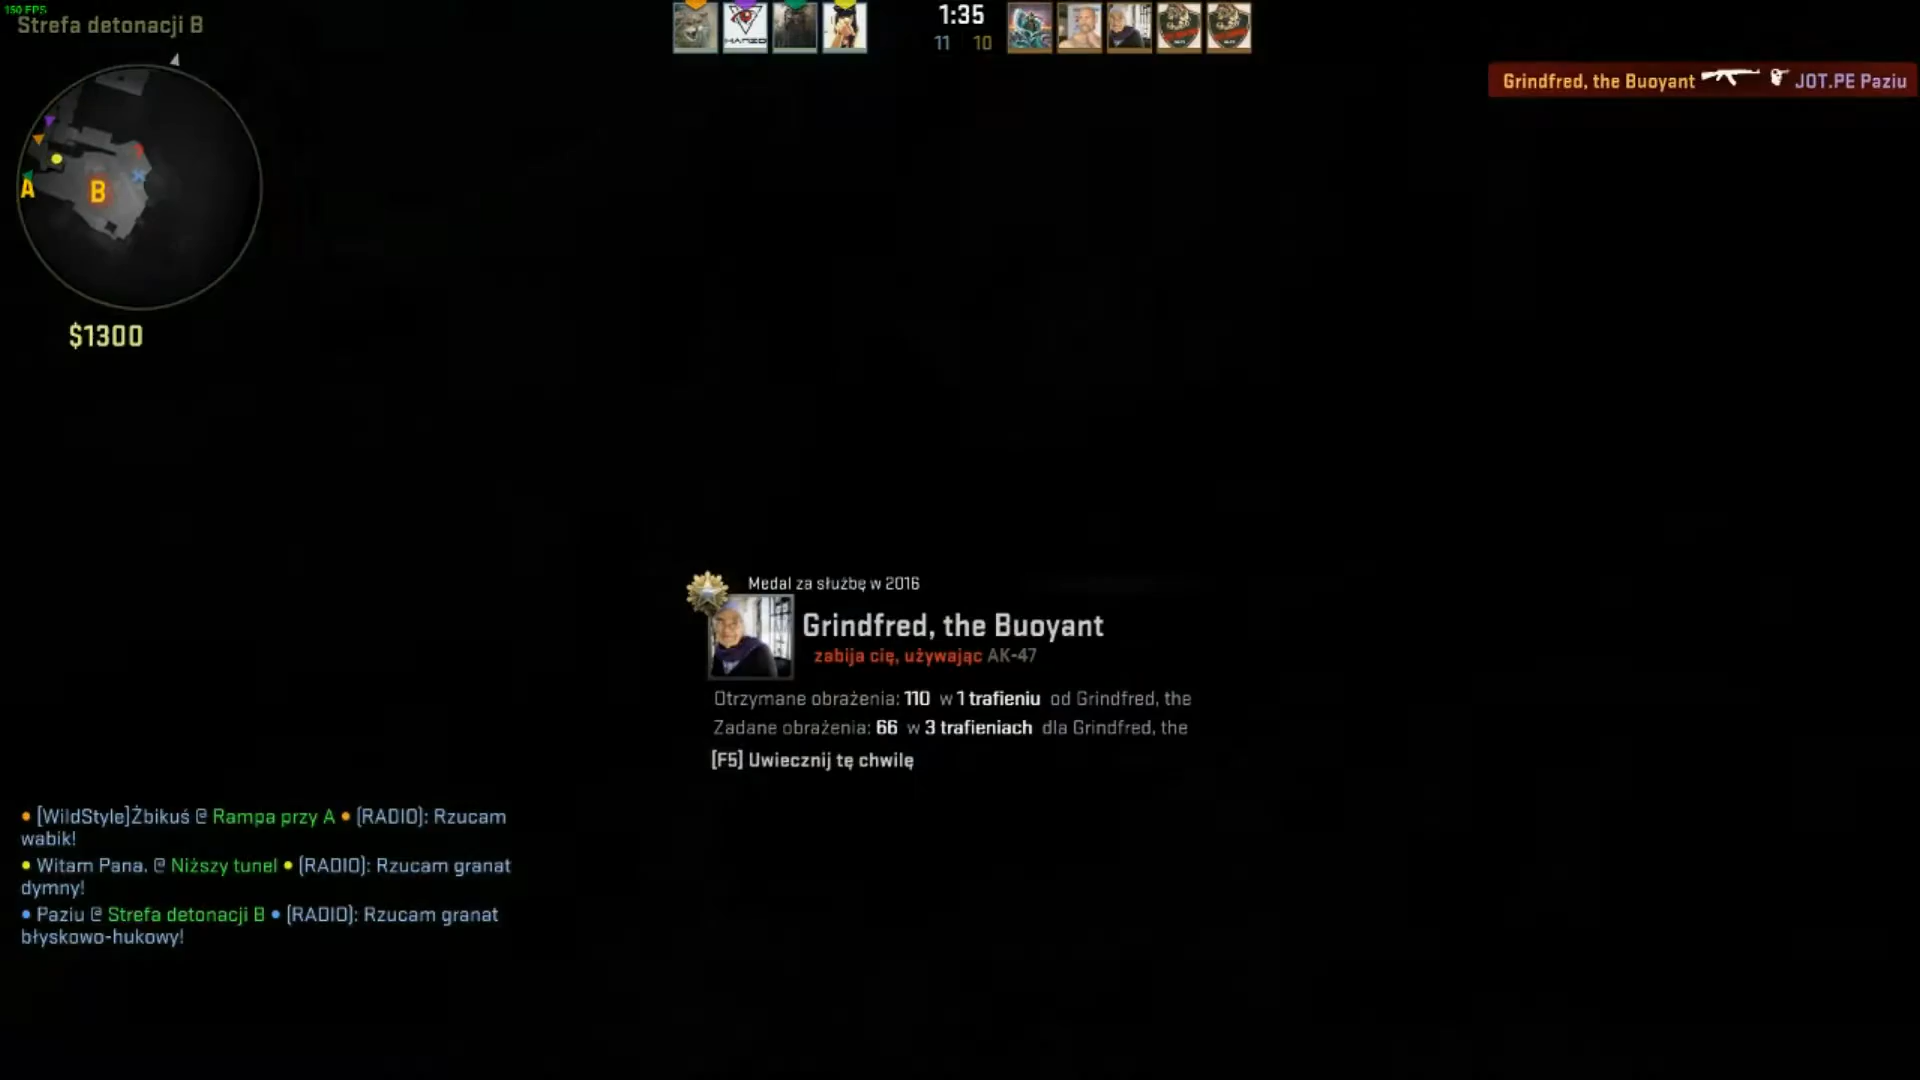 150 FPS
Strefa detonacji B
1:35
11 10
Grindfred, the Buoyant JOT.PE Paziu
A
B
$1300
Medal za służbę w 2016
Grindfred, the Buoyant
zabija cię, używając AK-47
Otrzymane obrażenia: 110 w 1 trafieniu od Grindfred, the
Zadane obrażenia: 66 w 3 trafieniach dla Grindfred, the
[F5] Uwiecznij tę chwilę
• [WildStyle]Żbikuś @ Rampa przy A • (RADIO): Rzucam
wabik!
• Witam Pana. @ Niższy tunel • (RADIO): Rzucam granat
dymny!
• Paziu @ Strefa detonacji B • (RADIO): Rzucam granat
błyskowo-hukowy!